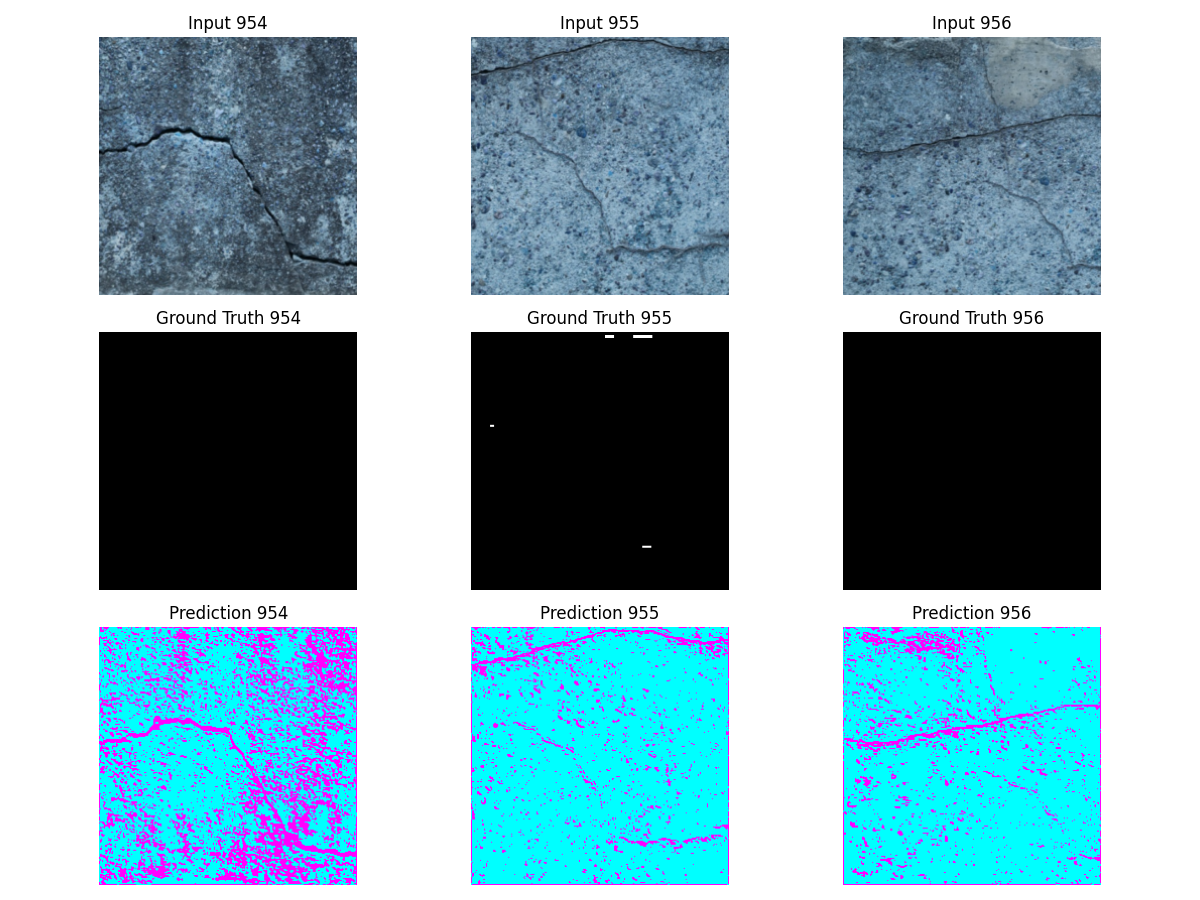 Input 954
Input 955
Input 956
Ground Truth 954
Ground Truth 955
Ground Truth 956
Prediction 954
Prediction 955
Prediction 956